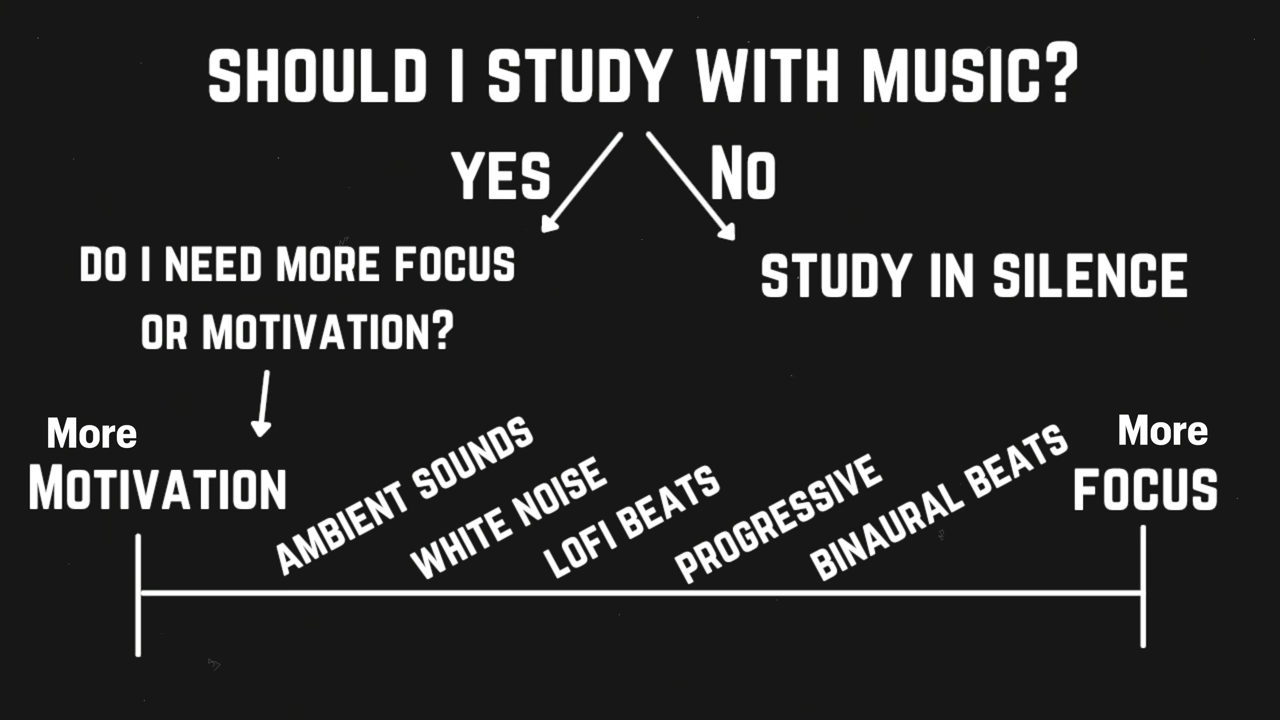 SHOULD I STUDY WITH MUSIC?
YES
NO
DO I NEED MORE FOCUS
OR MOTIVATION?
STUDY IN SILENCE
More
MOTIVATION
AMBIENT SOUNDS
WHITE NOISE
LOFI BEATS
PROGRESSIVE
BINAURAL BEATS
More
FOCUS